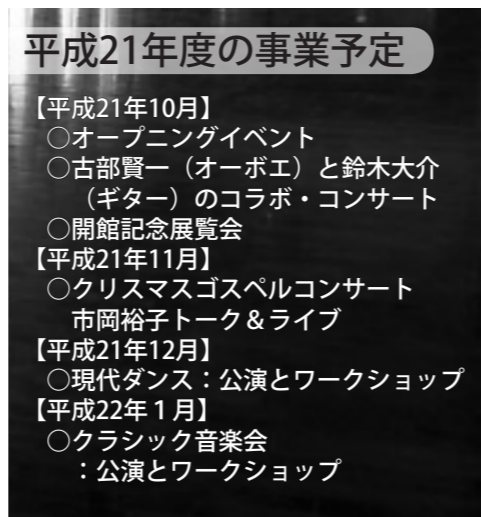 平成21年度の事業予定
【平成21年10月】
○オープニングイベント
○古部賢一（オーボエ）と鈴木大介
（ギター）のコラボ・コンサート
○開館記念展覧会
【平成21年11月】
○クリスマスゴスペルコンサート
市岡裕子トーク＆ライブ
【平成21年12月】
○現代ダンス：公演とワークショップ
【平成22年１月】
○クラシック音楽会
：公演とワークショップ